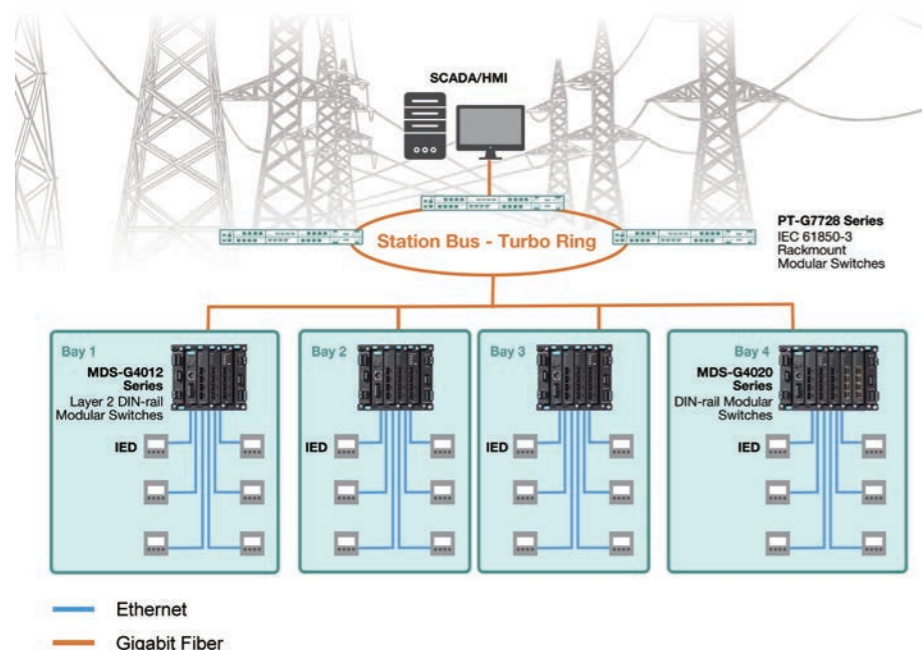 SCADA/HMI
Station Bus - Turbo Ring
PT-G7728 Series
IEC 61850-3
Rackmount
Modular Switches
Bay 1
MDS-G4012
Series
Layer 2 DIN-rail
Modular Switches
IED
Bay 2
IED
Bay 3
IED
Bay 4
MDS-G4020
Series
DIN-rail Modular
Switches
IED
Ethernet
Gigabit Fiber